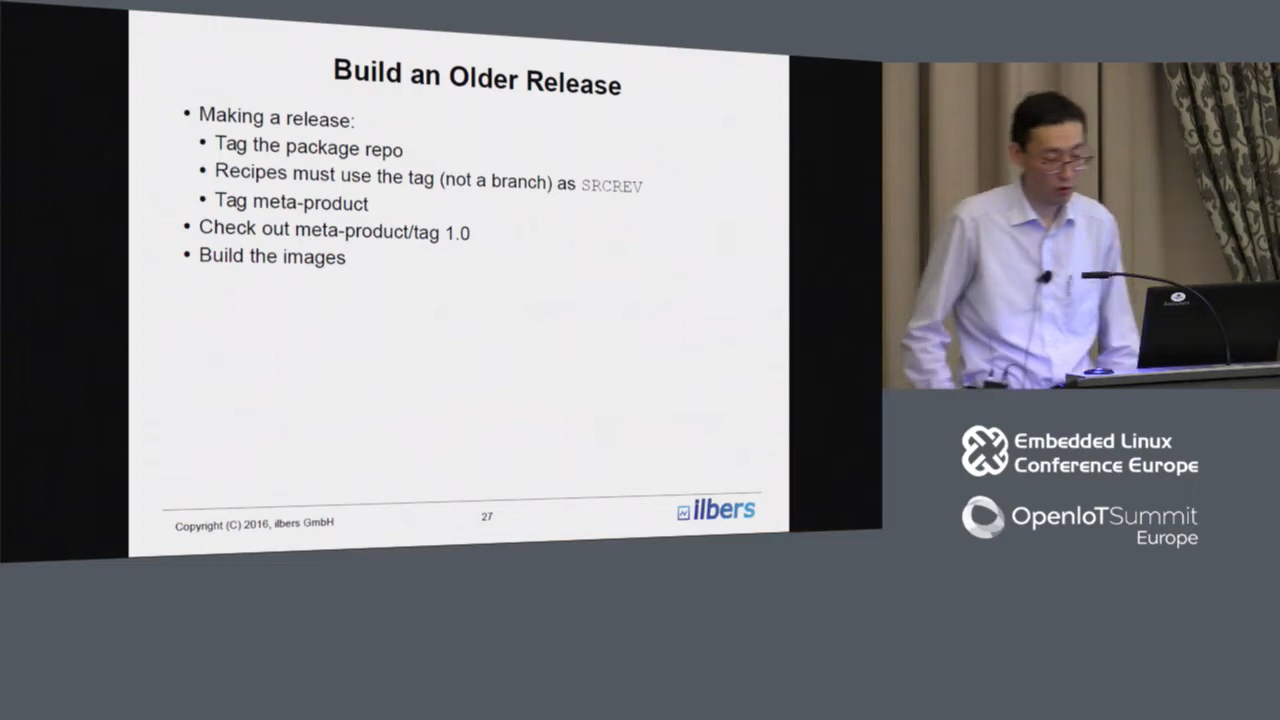 Build an Older Release
• Making a release:
• Tag the package repo
• Recipes must use the tag (not a branch) as SRCREV
• Tag meta-product
• Check out meta-product/tag 1.0
• Build the images
Copyright (C) 2016, ilbers GmbH
27
ilbers
Embedded Linux
Conference Europe
OpenIoTSummit
Europe